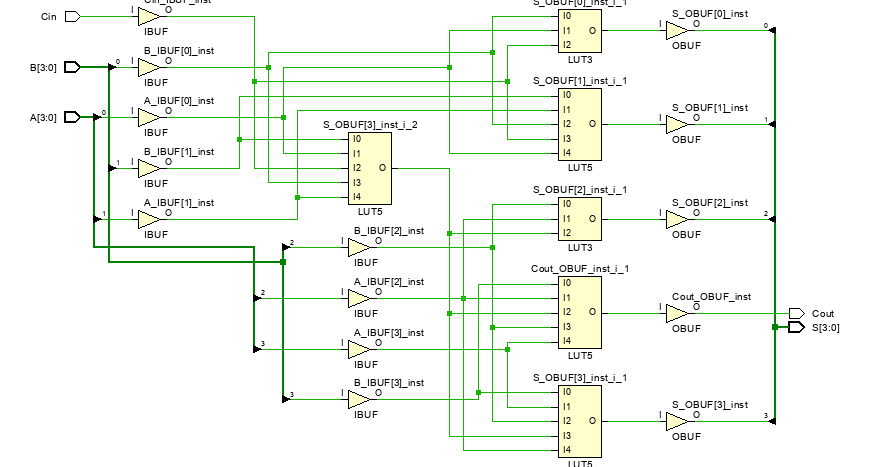 Cin_IBUF_inst
Cin
I
O
IBUF
B_IBUF[0]_inst
B[3:0]
0
I
O
IBUF
A_IBUF[0]_inst
A[3:0]
0
I
O
IBUF
B_IBUF[1]_inst
1
I
O
IBUF
A_IBUF[1]_inst
1
I
O
IBUF
S_OBUF[3]_inst_i_2
I0
I1
I2
I3
I4
O
LUT5
B_IBUF[2]_inst
2
I
O
IBUF
A_IBUF[2]_inst
2
I
O
IBUF
A_IBUF[3]_inst
3
I
O
IBUF
B_IBUF[3]_inst
3
I
O
IBUF
S_OBUF[0]_inst_i_1
I0
I1
I2
O
LUT3
S_OBUF[1]_inst_i_1
I0
I1
I2
I3
I4
O
LUT5
S_OBUF[2]_inst_i_1
I0
I1
I2
O
LUT3
Cout_OBUF_inst_i_1
I0
I1
I2
I3
I4
O
LUT5
S_OBUF[3]_inst_i_1
I0
I1
I2
I3
I4
O
LUT5
S_OBUF[0]_inst
I
O
0
OBUF
S_OBUF[1]_inst
I
O
1
OBUF
S_OBUF[2]_inst
I
O
2
OBUF
Cout_OBUF_inst
I
O
OBUF
Cout
S[3:0]
S_OBUF[3]_inst
I
O
3
OBUF